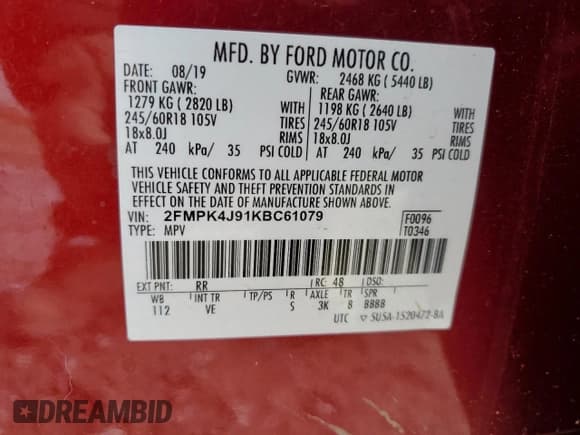 MFD. BY FORD MOTOR CO.
DATE: 08/19 GVWR: 2468 KG ( 5440 LB)
FRONT GAWR: REAR GAWR:
1279 KG ( 2820 LB) WITH 1198 KG ( 2640 LB) WITH
245/60R18 105V TIRES 245/60R18 105V TIRES
18x8.0J RIMS 18x8.0J RIMS
AT 240 kPa/ 35 PSI COLD AT 240 kPa/ 35 PSI COLD
THIS VEHICLE CONFORMS TO ALL APPLICABLE FEDERAL MOTOR
VEHICLE SAFETY AND THEFT PREVENTION STANDARDS IN
EFFECT ON THE DATE OF MANUFACTURE SHOWN ABOVE.
VIN: 2FMPK4J91KBC61079 F0096
TYPE: MPV T0346
EXT PNT: RR RC: 48 DSO:
WB INT TR TP/PS R AXLE TR SPR
112 VE S 3K 8 BBBB
UTC ▽ SU5A-1520472-BA
DREAMBID